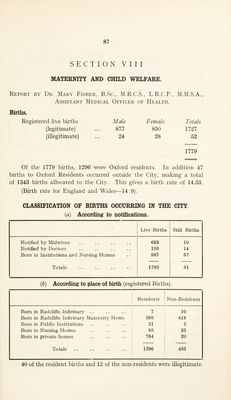 87
SECTION VIII
MATERNITY AND CHILD WELFARE.
REPORT BY DR. MARY FISHER, B.Sc., M.R.C.S., L.R.C.P., M.M.S.A.,
ASSISTANT MEDICAL OFFICER OF HEALTH.
Births.
Registered live births Male Female Totals
(legitimate) .. 877 850 1727
(illegitimate) .. 24 28 52
1779
Of the 1779 births, 1296 were Oxford residents. In addition 47
births to Oxford Residents occurred outside the City, making a total
of 1343 births allocated to the City. This gives a birth rate of 14.53.
(Birth rate for England and Wales—14.9).
CLASSIFICATION OF BIRTHS OCCURRING IN THE CITY.
(a) According to notifications.
Live Births Still Births
Notified by Midwives .. .. .. .. 693 10
Notified by Doctors .. .. .. .. 109 14
Born in Institutions and Nursing Homes .. 987 57
Totals .. .. .. .. 1789 81
(b) According to place of birth (registered Births).
Residents Non-Residents
Born in Radcliffe Infirmary .. .. .. 7 10
Born in Radcliffe Infirmary Maternity Home 399 418
Born in Public Institutions .. .. .. 21 2
Born in Nursing Homes .. .. .. 85 33
Born in private houses .. .. .. 784 20
Totals .. .. .. .. 1296 483
40 of the resident births and 12 of the non-residents were illegitimate.